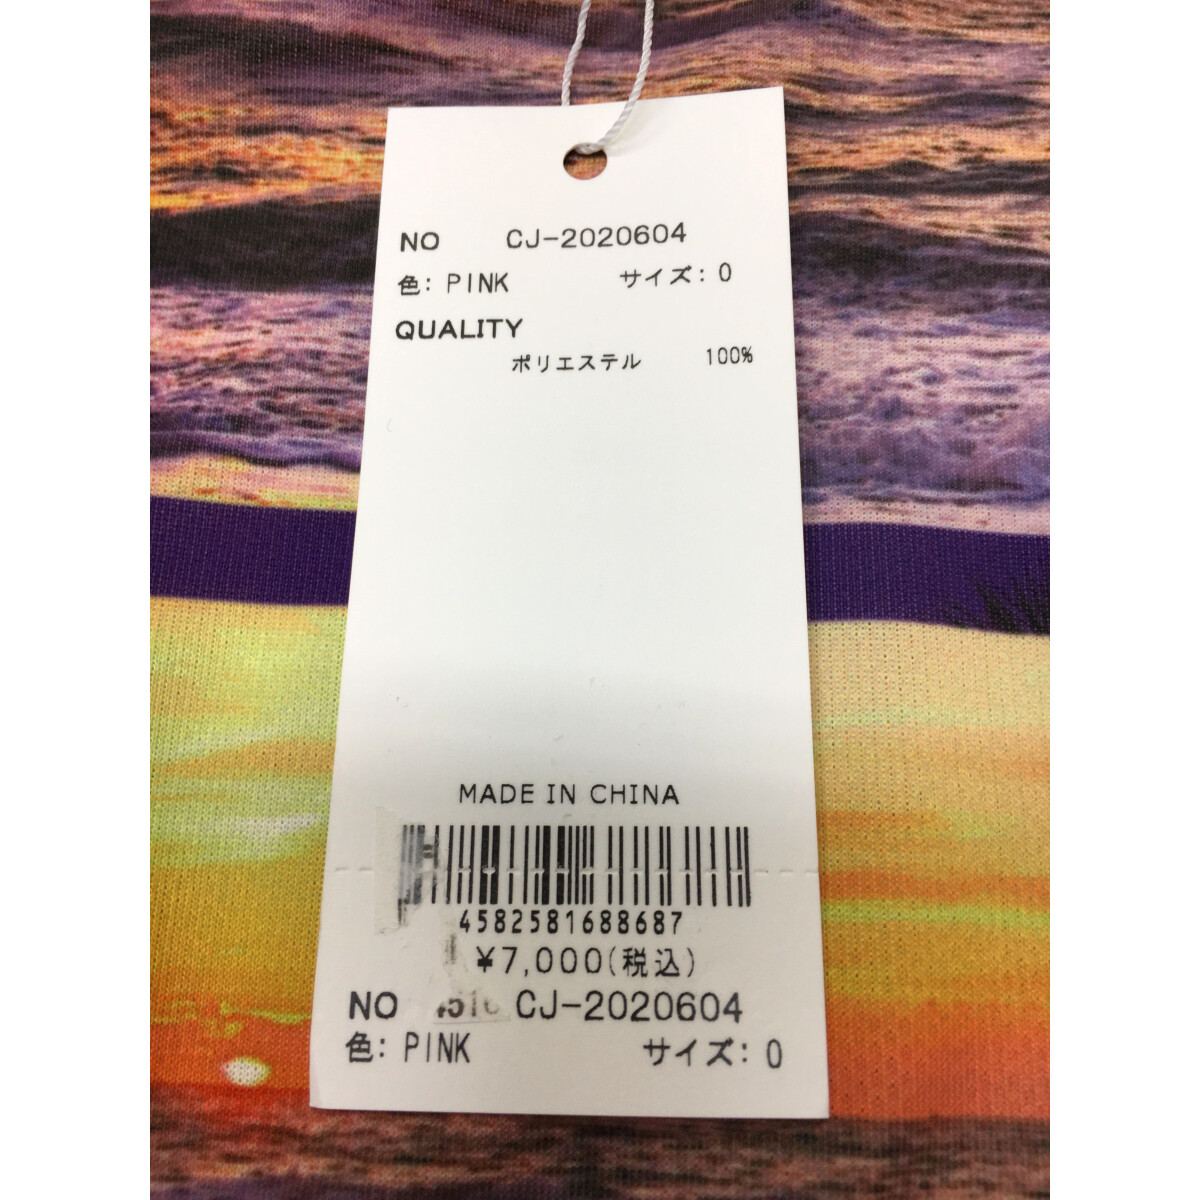 NO CJ-2020604
色: PINK サイズ: 0
QUALITY
ポリエステル 100%
MADE IN CHINA
4582581688687
¥7,000(税込)
NO CJ-2020604
色: PINK サイズ: 0